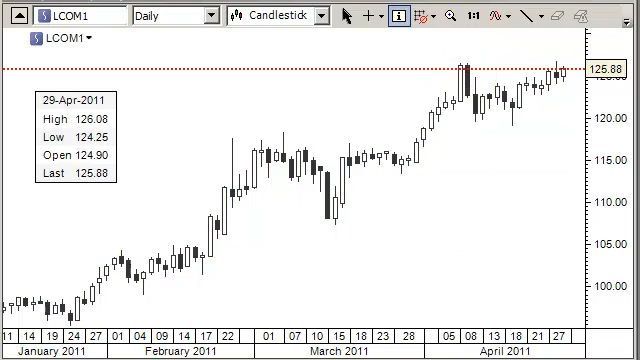 LCOM1 Daily Candlestick 1:1
LCOM1
125.88
125.00
120.00
115.00
110.00
105.00
100.00
29-Apr-2011
High 126.08
Low 124.25
Open 124.90
Last 125.88
11 14 19 24 27 01 04 09 14 17 22 01 07 10 15 18 23 28 05 08 13 18 21 27
January 2011 February 2011 March 2011 April 2011